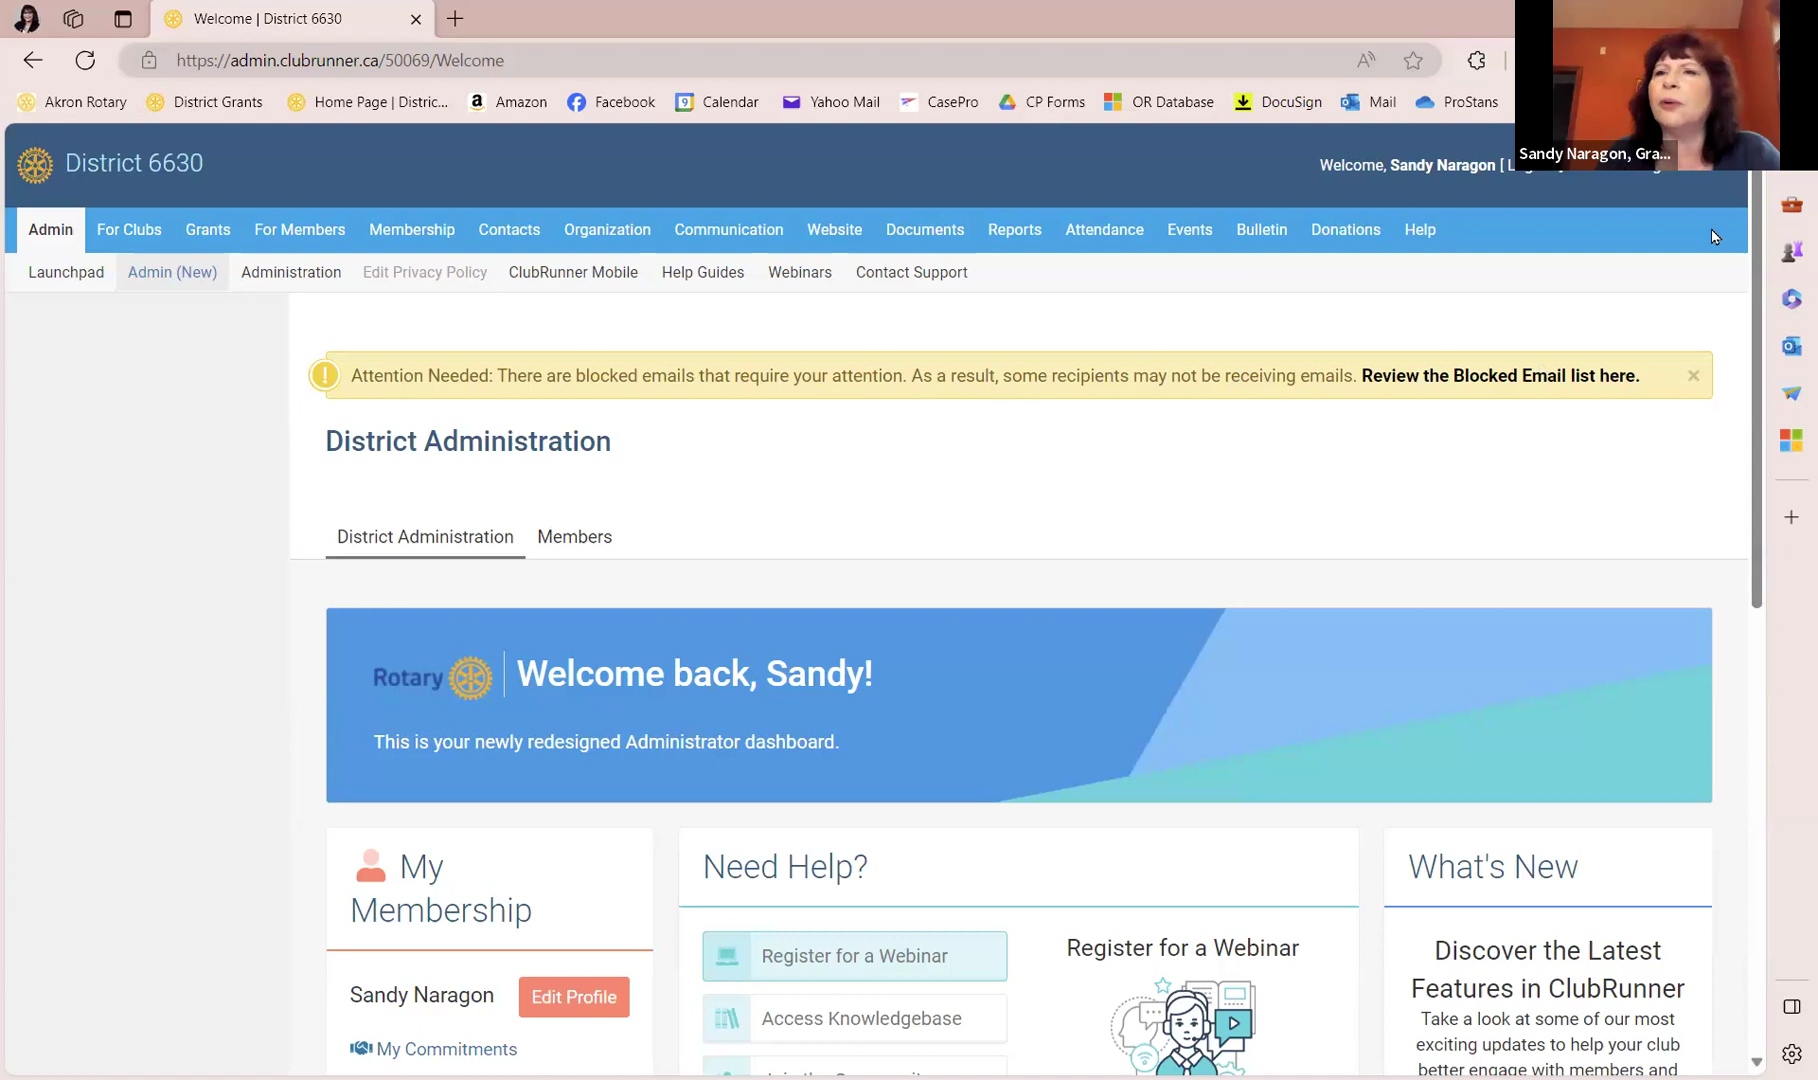 Welcome | District 6630
https://admin.clubrunner.ca/50069/Welcome
Akron Rotary
District Grants
Home Page | Distric...
Amazon
Facebook
Calendar
Yahoo Mail
CasePro
CP Forms
OR Database
DocuSign
Mail
ProStans
Sandy Naragon, Gra...
District 6630
Welcome, Sandy Naragon [
Admin
For Clubs
Grants
For Members
Membership
Contacts
Organization
Communication
Website
Documents
Reports
Attendance
Events
Bulletin
Donations
Help
Launchpad
Admin (New)
Administration
Edit Privacy Policy
ClubRunner Mobile
Help Guides
Webinars
Contact Support
Attention Needed: There are blocked emails that require your attention. As a result, some recipients may not be receiving emails. Review the Blocked Email list here.
District Administration
District Administration
Members
Rotary
Welcome back, Sandy!
This is your newly redesigned Administrator dashboard.
My
Membership
Sandy Naragon
Edit Profile
My Commitments
Need Help?
Register for a Webinar
Access Knowledgebase
Register for a Webinar
What's New
Discover the Latest
Features in ClubRunner
Take a look at some of our most
exciting updates to help your club
better engage with members and